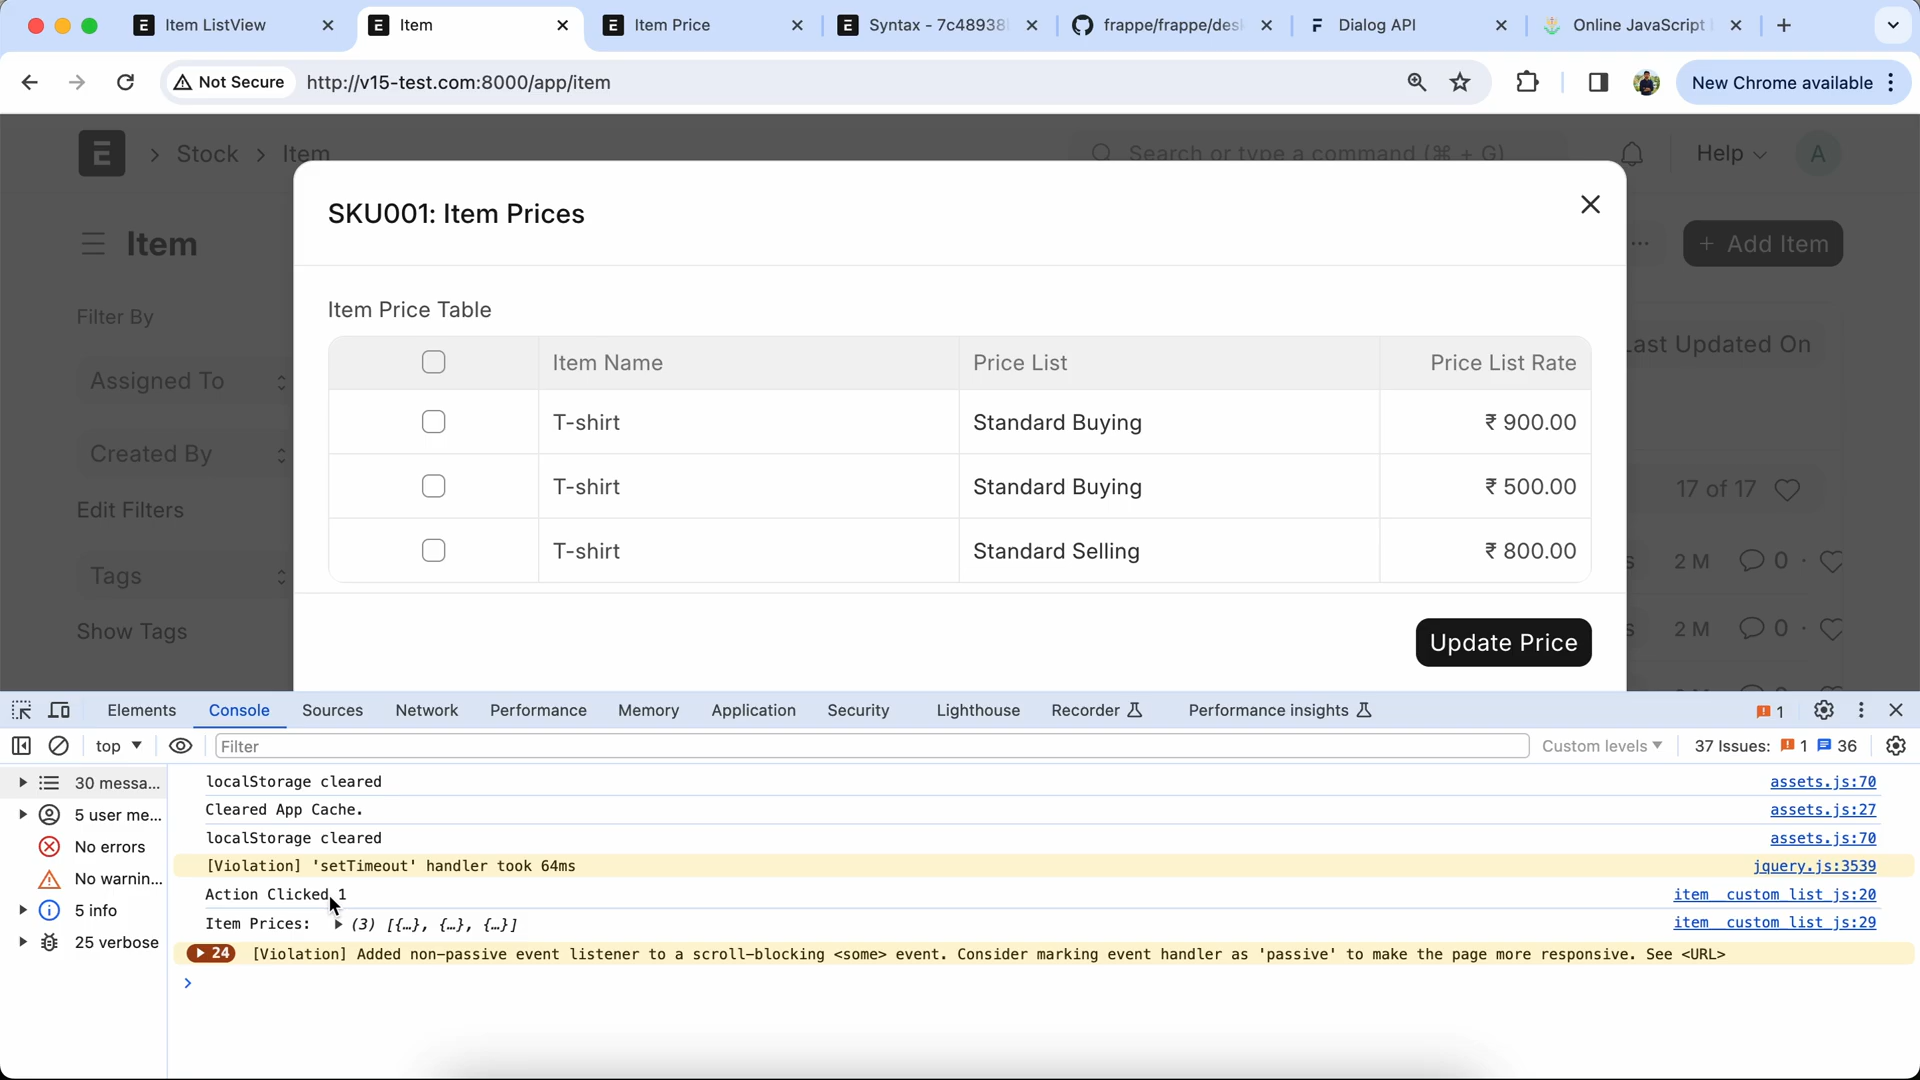 Item ListView
Item
Item Price
Syntax - 7c48938
frappe/frappe/des
Dialog API
Online JavaScript
Not Secure
http://v15-test.com:8000/app/item
New Chrome available
E
Stock
Item
Search or type a command (⌘ + G)
Help
A
SKU001: Item Prices
Item
+ Add Item
Item Price Table
Filter By
Item Name Price List Price List Rate
Last Updated On
Assigned To
T-shirt Standard Buying ₹ 900.00
Created By
T-shirt Standard Buying ₹ 500.00
17 of 17
Edit Filters
T-shirt Standard Selling ₹ 800.00
s 2 M 0 ·
Tags
Show Tags
s 2 M 0 ·
Update Price
Elements Console Sources Network Performance Memory Application Security Lighthouse Recorder Performance insights 1
top Filter Custom levels 37 Issues: 1 36
30 messa...
5 user me...
No errors
No warnin...
5 info
25 verbose
localStorage cleared assets.js:70
Cleared App Cache. assets.js:27
localStorage cleared assets.js:70
[Violation] 'setTimeout' handler took 64ms jquery.js:3539
Action Clicked 1 item__custom_list.js:20
Item Prices: ▶ (3) [{…}, {…}, {…}] item__custom_list.js:29
▶ 24 [Violation] Added non-passive event listener to a scroll-blocking <some> event. Consider marking event handler as 'passive' to make the page more responsive. See <URL>